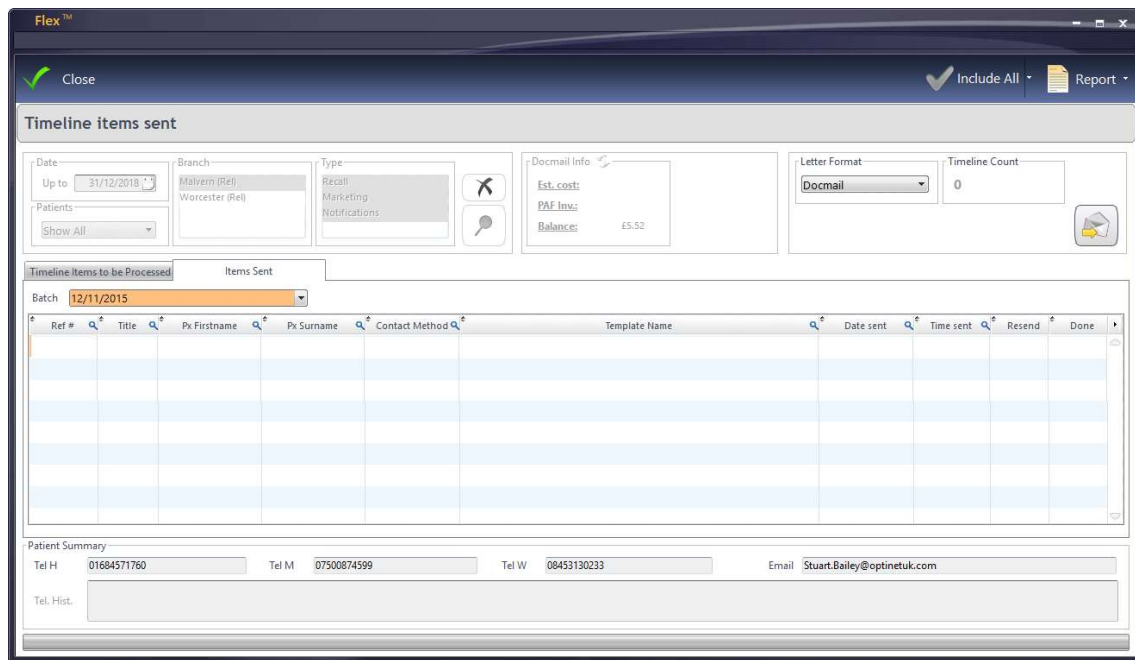 Flex™
Close
Include All
Report
Timeline items sent
Date
Up to 31/12/2018
Patients
Show All
Branch
Malvern (Rel)
Worcester (Rel)
Type
Recall
Marketing
Notifications
Docmail Info
Est. cost:
PAF Inv.:
Balance: £5.52
Letter Format
Docmail
Timeline Count
0
Timeline Items to be Processed
Items Sent
Batch 12/11/2015
Ref # Title Px Firstname Px Surname Contact Method Template Name Date sent Time sent Resend Done
Patient Summary
Tel H 01684571760 Tel M 07500874599 Tel W 08453130233 Email Stuart.Bailey@optinetuk.com
Tel. Hist.